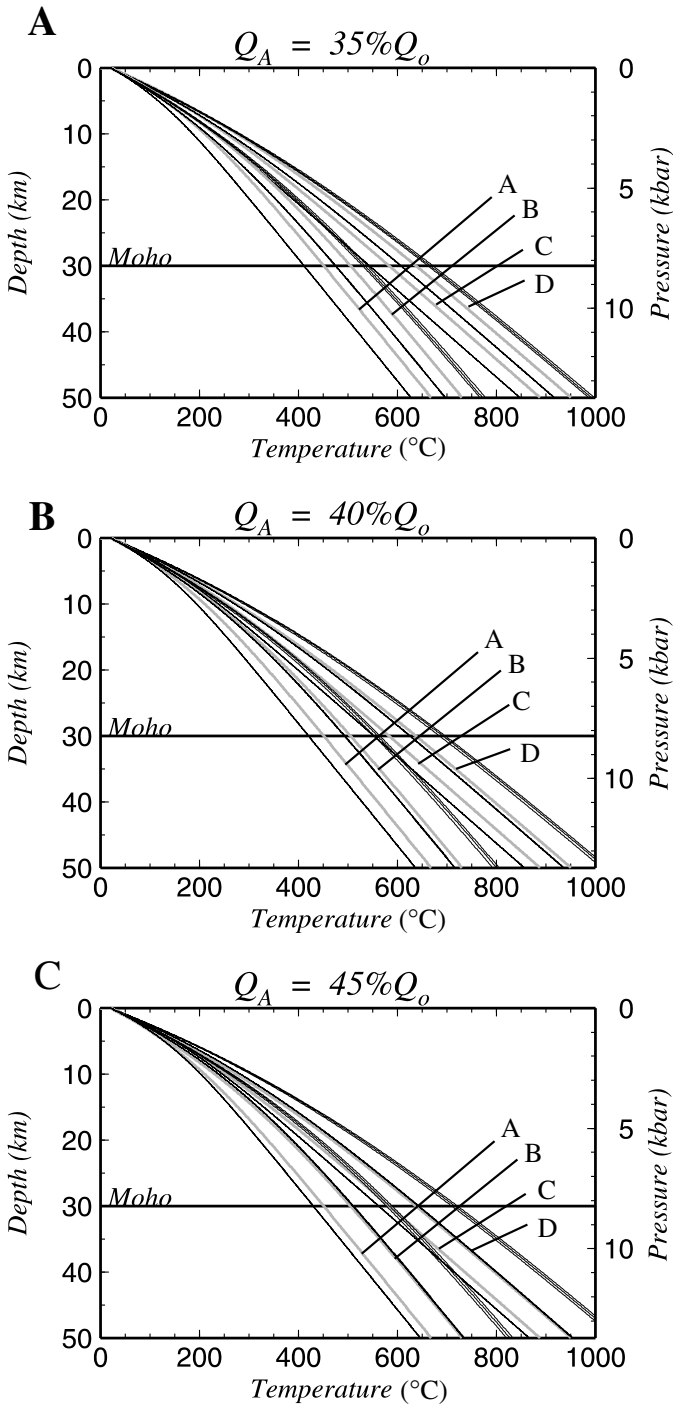 A
Q_A = 35%Q_o
0 0
10
A
B
5
20
C
D
Moho
30
10
40
50
0 200 400 600 800 1000
Depth (km)
Pressure (kbar)
Temperature (°C)
B
Q_A = 40%Q_o
0 0
10
A
B
5
20
C
D
Moho
30
10
40
50
0 200 400 600 800 1000
Depth (km)
Pressure (kbar)
Temperature (°C)
C
Q_A = 45%Q_o
0 0
10
A
B
5
20
C
D
Moho
30
10
40
50
0 200 400 600 800 1000
Depth (km)
Pressure (kbar)
Temperature (°C)